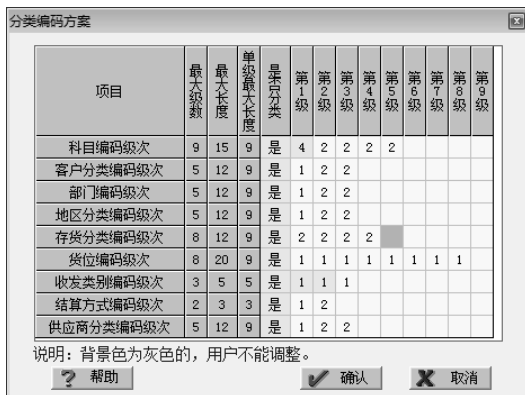 分类编码方案
项目 最大级数 最大长度 单级最大长度 是否分类 第1级 第2级 第3级 第4级 第5级 第6级 第7级 第8级 第9级
科目编码级次 9 15 9 是 4 2 2 2 2
客户分类编码级次 5 12 9 是 1 2 2
部门编码级次 5 12 9 是 1 2 2
地区分类编码级次 5 12 9 是 1 2 2
存货分类编码级次 8 12 9 是 2 2 2 2
货位编码级次 8 20 9 是 1 1 1 1 1 1 1 1
收发类别编码级次 3 5 5 是 1 1 1
结算方式编码级次 2 3 3 是 1 2
供应商分类编码级次 5 12 9 是 1 2 2
说明：背景色为灰色的，用户不能调整。
? 帮助 确认 取消